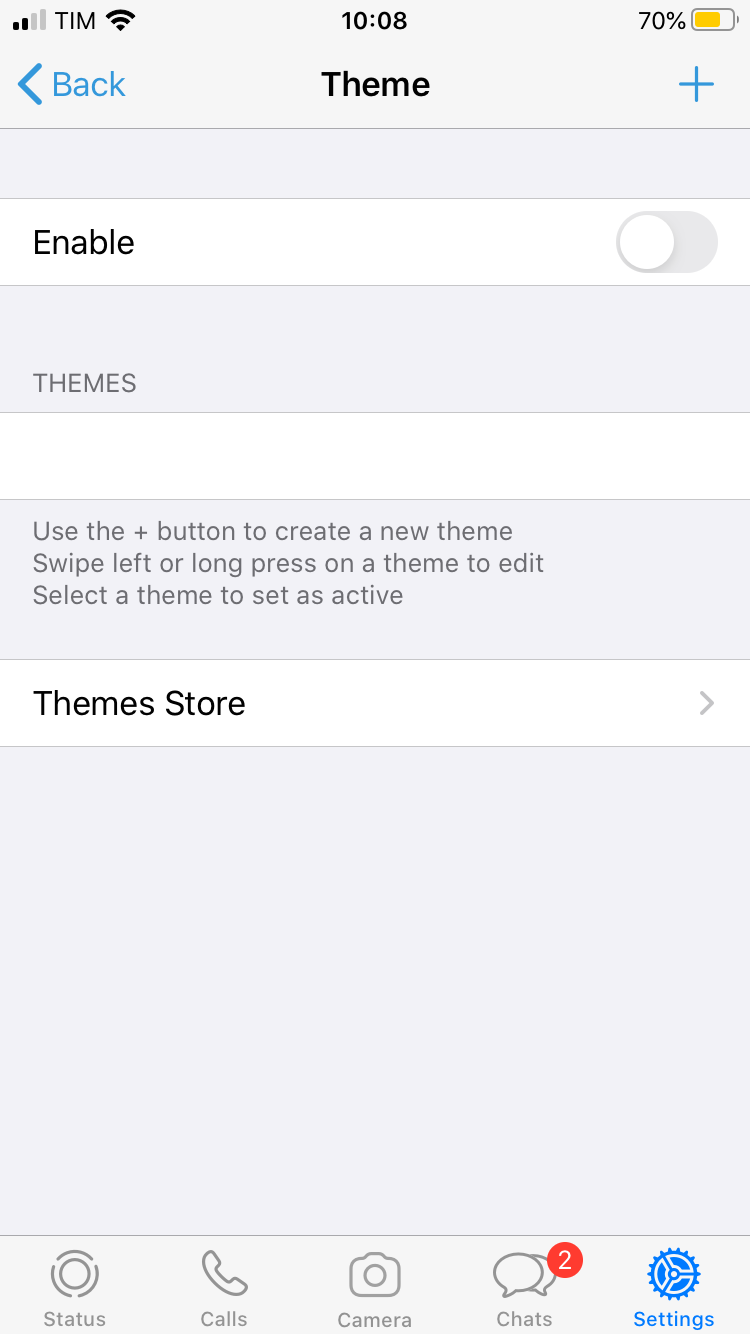 TIM 10:08 70%
Back Theme
Enable
THEMES
Use the + button to create a new theme
Swipe left or long press on a theme to edit
Select a theme to set as active
Themes Store
2
Status Calls Camera Chats Settings